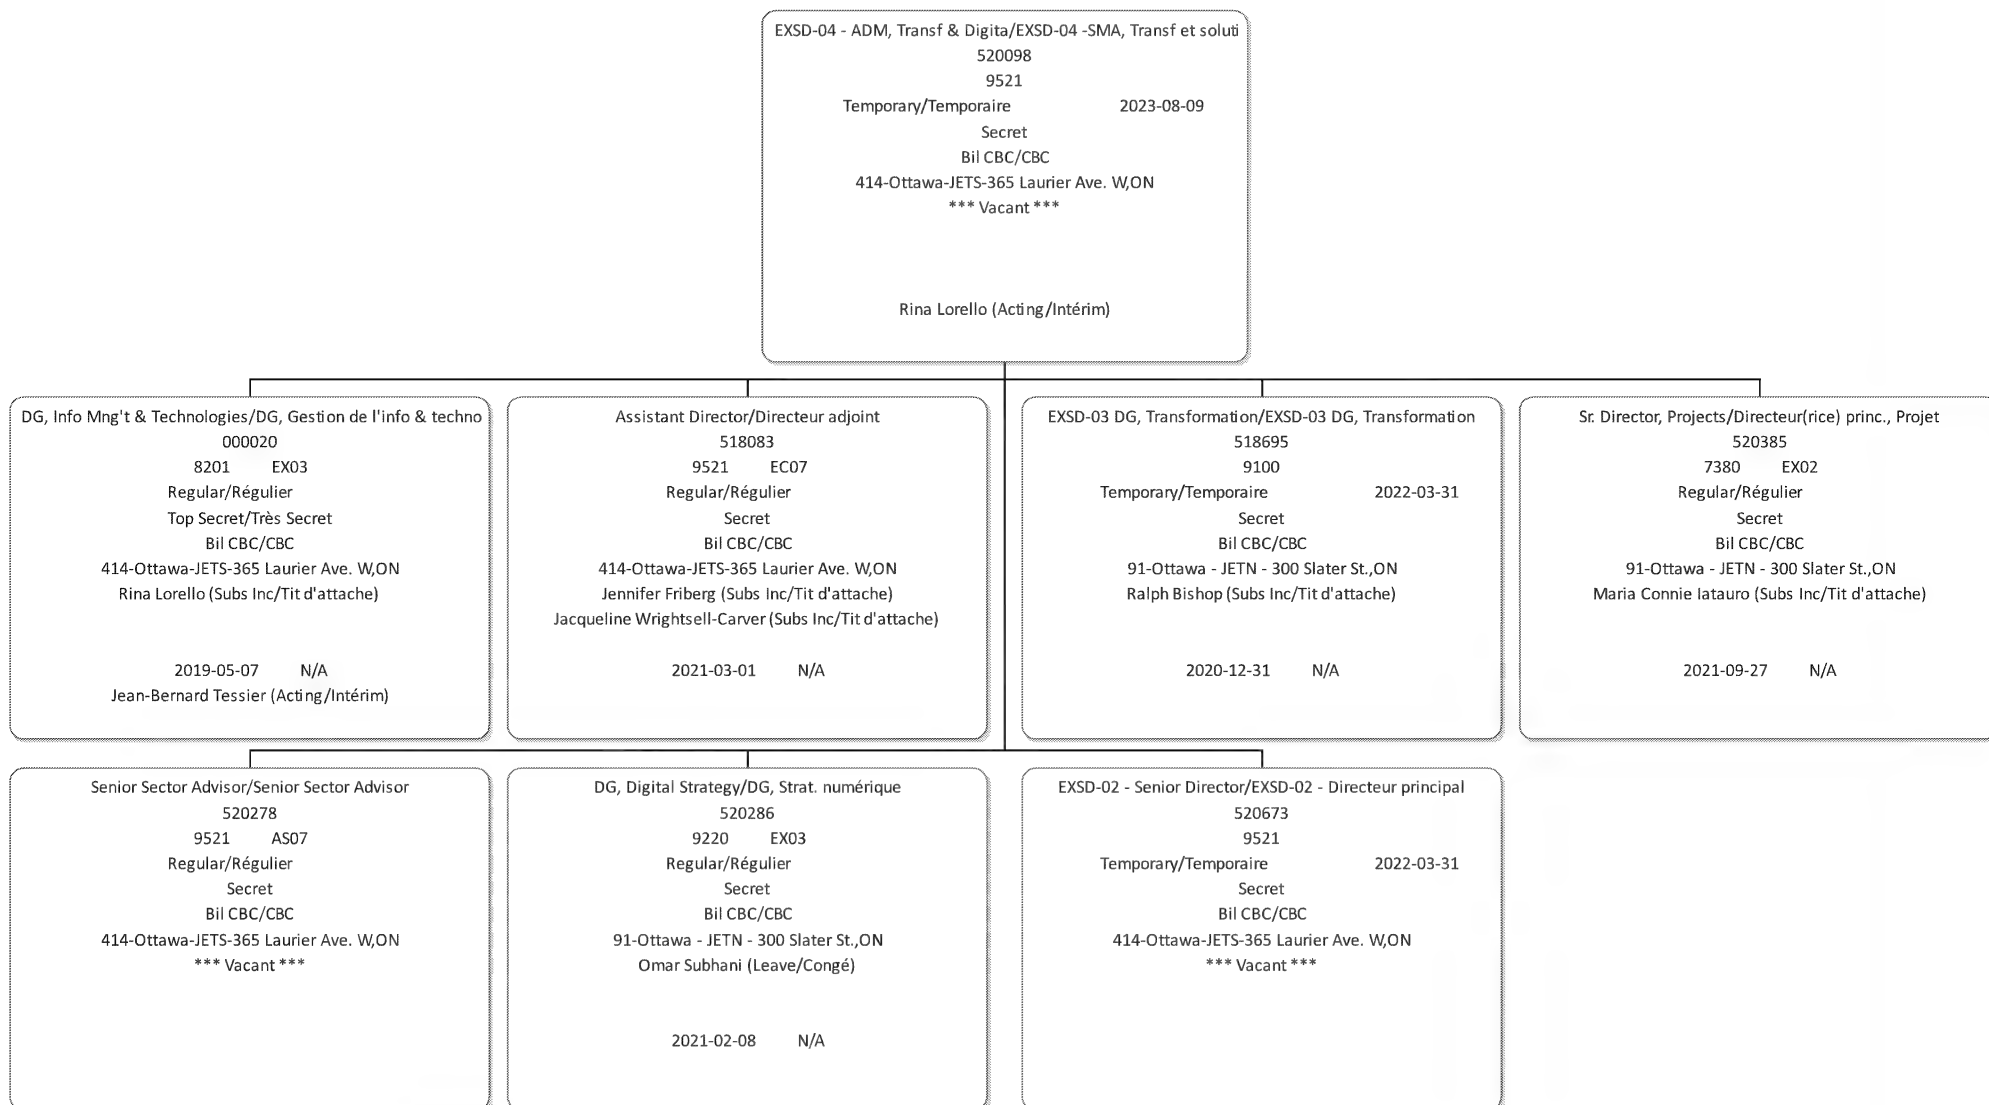 EXSD-04 - ADM, Transf & Digita/EXSD-04 -SMA, Transf et soluti
520098
9521
Temporary/Temporaire 2023-08-09
Secret
Bil CBC/CBC
414-Ottawa-JETS-365 Laurier Ave. W,ON
*** Vacant ***
Rina Lorello (Acting/Intérim)
DG, Info Mng't & Technologies/DG, Gestion de l'info & techno
000020
8201 EX03
Regular/Régulier
Top Secret/Très Secret
Bil CBC/CBC
414-Ottawa-JETS-365 Laurier Ave. W,ON
Rina Lorello (Subs Inc/Tit d'attache)
2019-05-07 N/A
Jean-Bernard Tessier (Acting/Intérim)
Assistant Director/Directeur adjoint
518083
9521 EC07
Regular/Régulier
Secret
Bil CBC/CBC
414-Ottawa-JETS-365 Laurier Ave. W,ON
Jennifer Friberg (Subs Inc/Tit d'attache)
Jacqueline Wrightsell-Carver (Subs Inc/Tit d'attache)
2021-03-01 N/A
EXSD-03 DG, Transformation/EXSD-03 DG, Transformation
518695
9100
Temporary/Temporaire 2022-03-31
Secret
Bil CBC/CBC
91-Ottawa - JETN - 300 Slater St.,ON
Ralph Bishop (Subs Inc/Tit d'attache)
2020-12-31 N/A
Sr. Director, Projects/Directeur(rice) princ., Projet
520385
7380 EX02
Regular/Régulier
Secret
Bil CBC/CBC
91-Ottawa - JETN - 300 Slater St.,ON
Maria Connie Iatauro (Subs Inc/Tit d'attache)
2021-09-27 N/A
Senior Sector Advisor/Senior Sector Advisor
520278
9521 AS07
Regular/Régulier
Secret
Bil CBC/CBC
414-Ottawa-JETS-365 Laurier Ave. W,ON
*** Vacant ***
DG, Digital Strategy/DG, Strat. numérique
520286
9220 EX03
Regular/Régulier
Secret
Bil CBC/CBC
91-Ottawa - JETN - 300 Slater St.,ON
Omar Subhani (Leave/Congé)
2021-02-08 N/A
EXSD-02 - Senior Director/EXSD-02 - Directeur principal
520673
9521
Temporary/Temporaire 2022-03-31
Secret
Bil CBC/CBC
414-Ottawa-JETS-365 Laurier Ave. W,ON
*** Vacant ***